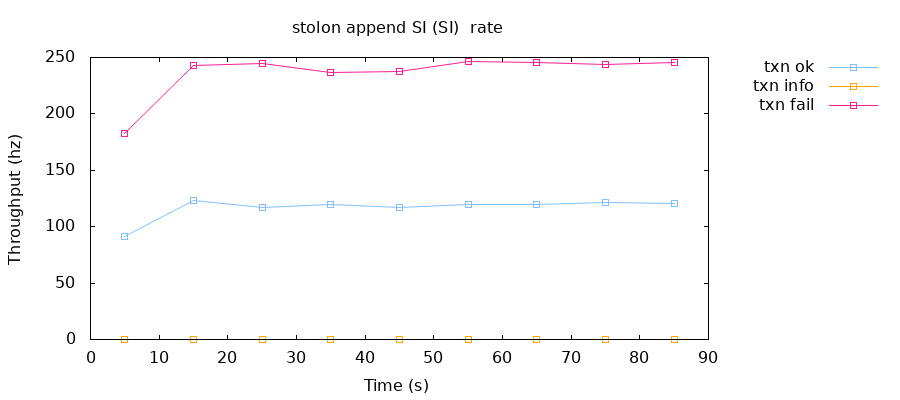 stolon append SI (SI)  rate
txn ok
txn info
txn fail
Throughput (hz)
250
200
150
100
50
0
0 10 20 30 40 50 60 70 80 90
Time (s)